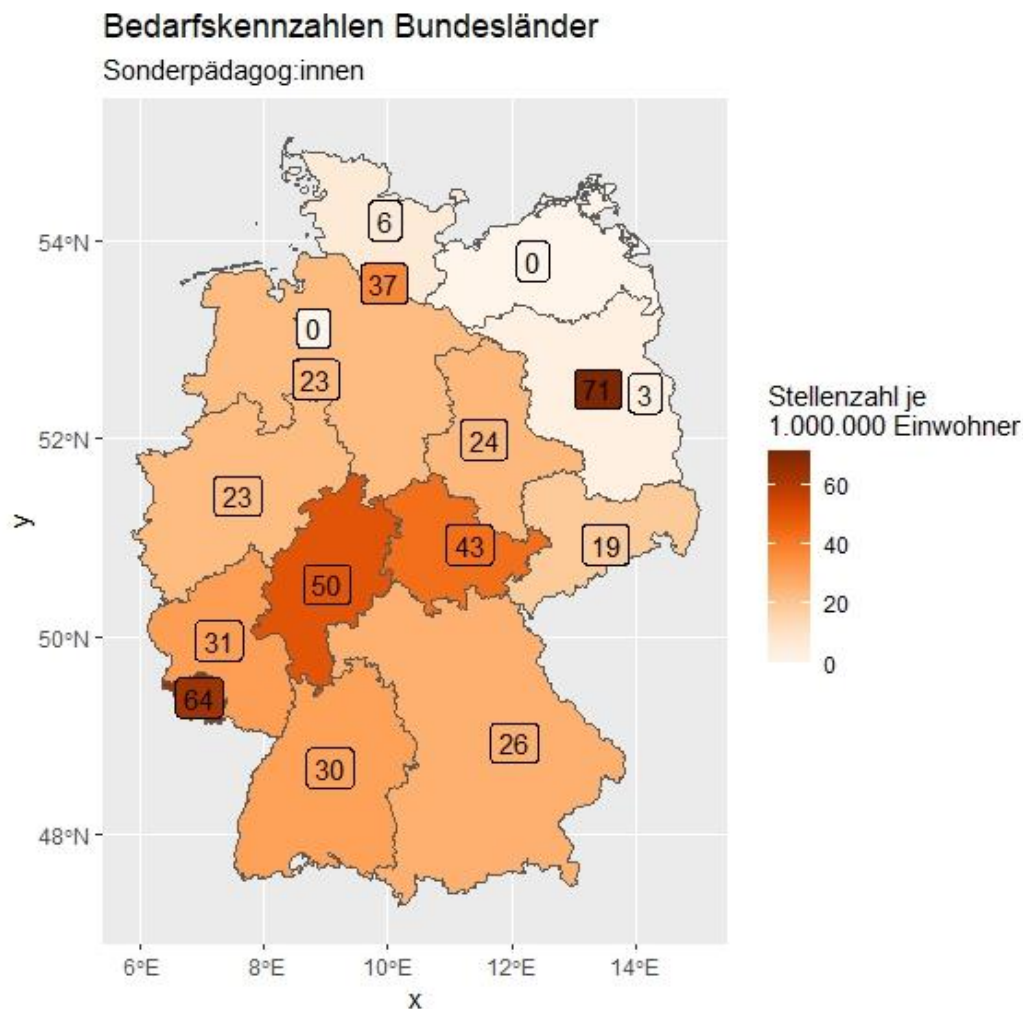 Bedarfskennzahlen Bundesländer
Sonderpädagog:innen
6
0
37
0
23
71
3
24
23
43
19
50
31
64
26
30
54°N
52°N
50°N
48°N
y
6°E
8°E
10°E
12°E
14°E
x
Stellenzahl je
1.000.000 Einwohner
60
40
20
0